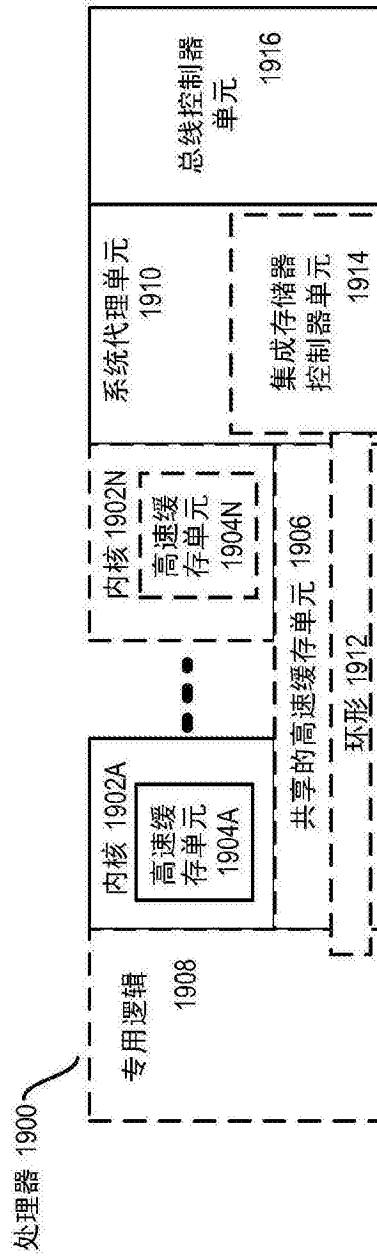 处理器 1900
专用逻辑
1908
内核 1902A
高速缓
存单元
1904A
内核 1902N
高速缓
存单元
1904N
共享的高速缓存单元 1906
环形 1912
系统代理单元
1910
集成存储器
控制器单元
1914
总线控制器
单元
1916